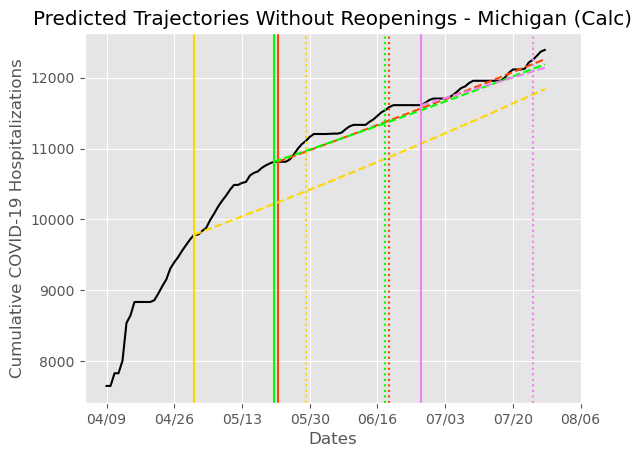 Predicted Trajectories Without Reopenings - Michigan (Calc)
12000
11000
10000
9000
8000
Cumulative COVID-19 Hospitalizations
04/09 04/26 05/13 05/30 06/16 07/03 07/20 08/06
Dates